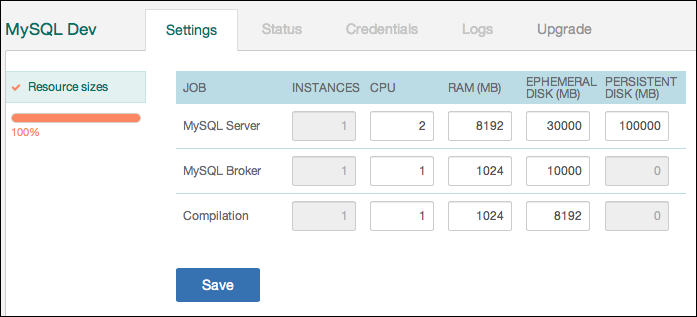 MySQL Dev Settings Status Credentials Logs Upgrade
Resource sizes
100%
JOB INSTANCES CPU RAM (MB) EPHEMERAL DISK (MB) PERSISTENT DISK (MB)
MySQL Server 1 2 8192 30000 100000
MySQL Broker 1 1 1024 10000 0
Compilation 1 1 1024 8192 0
Save